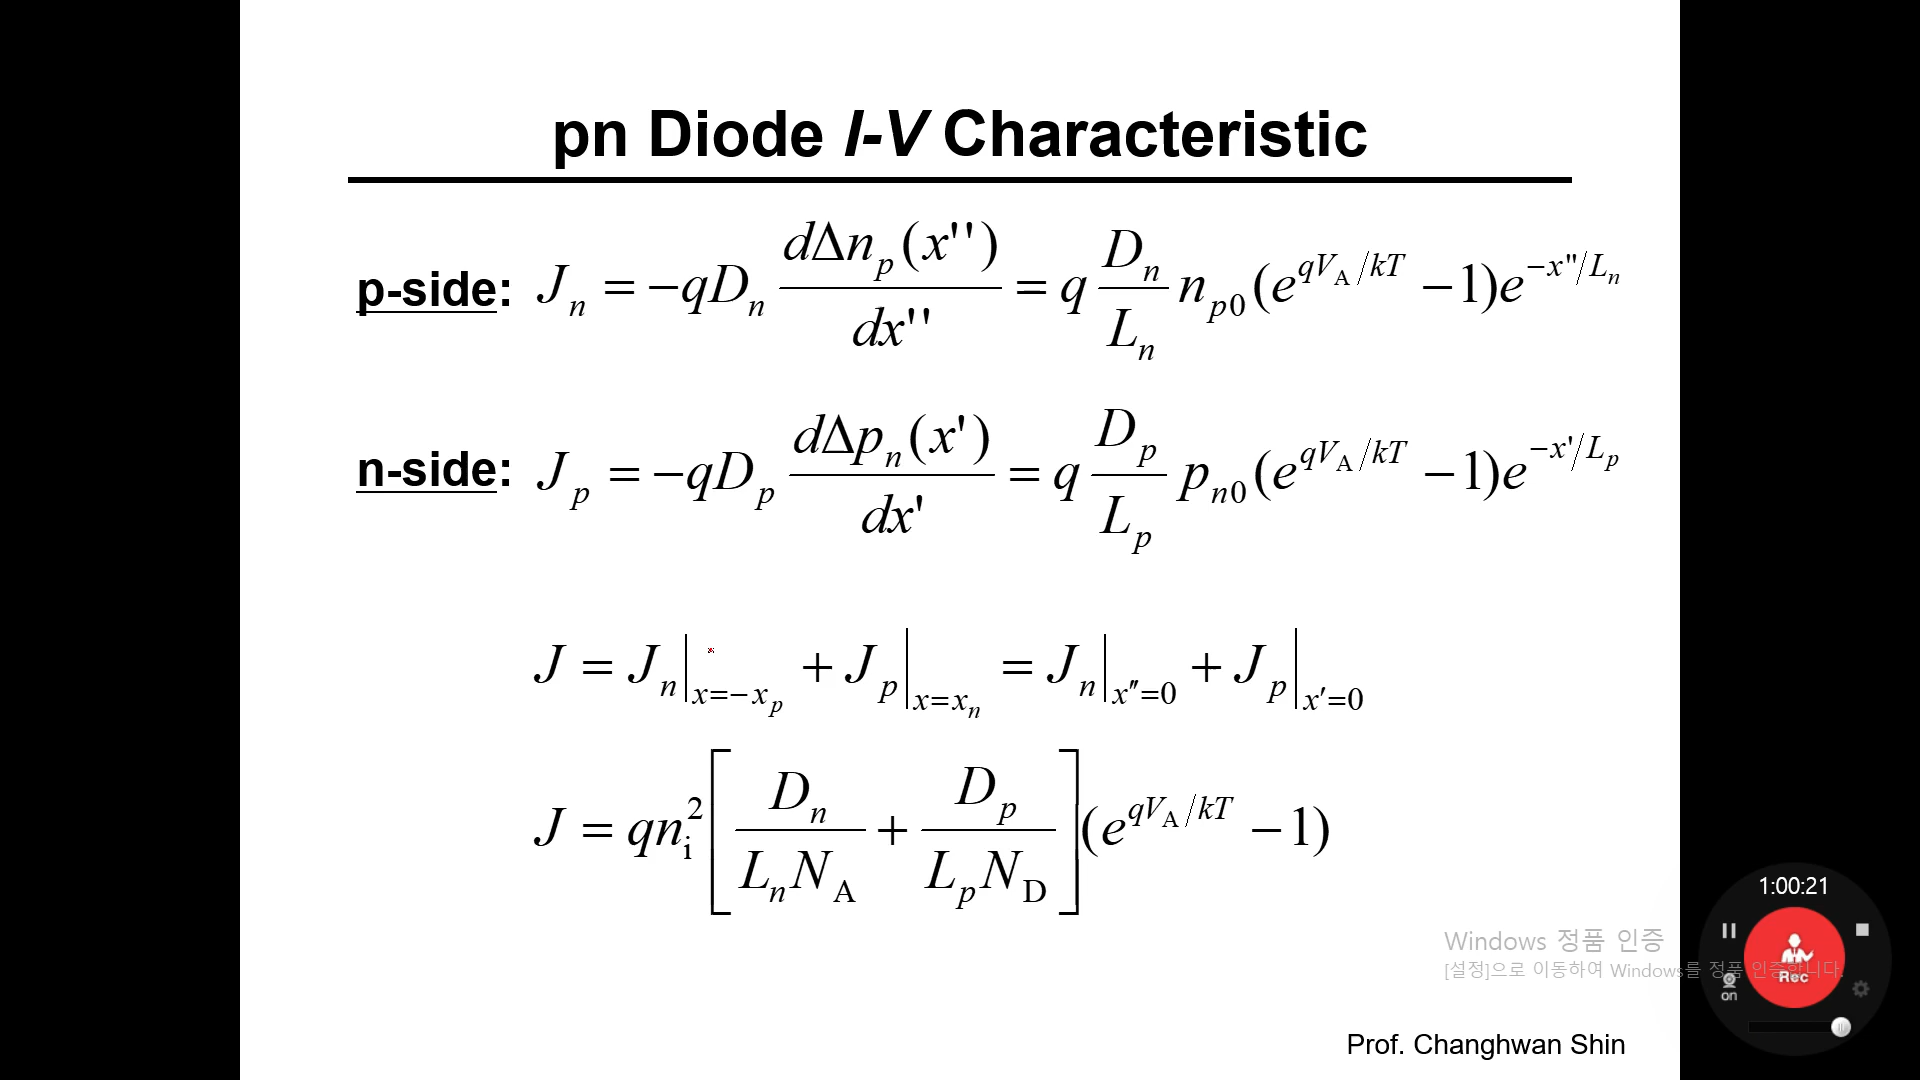 pn Diode I-V Characteristic
p-side: J_n = −qD_n dΔn_p(x'')/dx'' = q D_n/L_n n_p0 (e^{qV_A/kT} − 1)e^{−x''/L_n}
n-side: J_p = −qD_p dΔp_n(x')/dx' = q D_p/L_p p_n0 (e^{qV_A/kT} − 1)e^{−x'/L_p}
J = J_n|_{x=−x_p} + J_p|_{x=x_n} = J_n|_{x''=0} + J_p|_{x'=0}
J = qn_i^2 [D_n/(L_n N_A) + D_p/(L_p N_D)](e^{qV_A/kT} − 1)
1:00:21
Rec
on
Windows 정품 인증
[설정]으로 이동하여 Windows를 정품 인증합니다.
Prof. Changhwan Shin